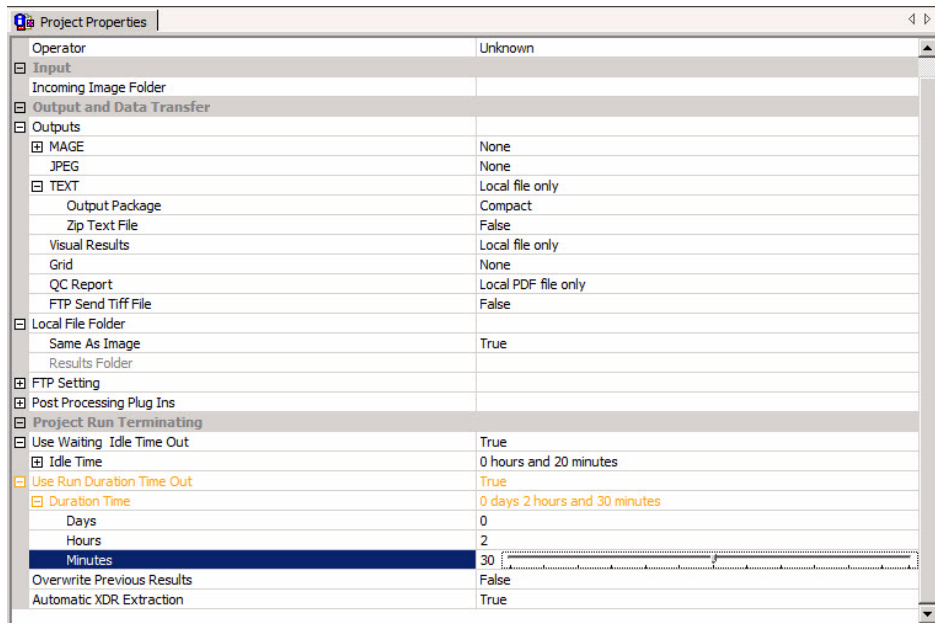 Project Properties
Operator Unknown
Input
Incoming Image Folder
Output and Data Transfer
Outputs
MAGE None
JPEG None
TEXT Local file only
Output Package Compact
Zip Text File False
Visual Results Local file only
Grid None
QC Report Local PDF file only
FTP Send Tiff File False
Local File Folder
Same As Image True
Results Folder
FTP Setting
Post Processing Plug Ins
Project Run Terminating
Use Waiting Idle Time Out True
Idle Time 0 hours and 20 minutes
Use Run Duration Time Out True
Duration Time 0 days 2 hours and 30 minutes
Days 0
Hours 2
Minutes 30
Overwrite Previous Results False
Automatic XDR Extraction True